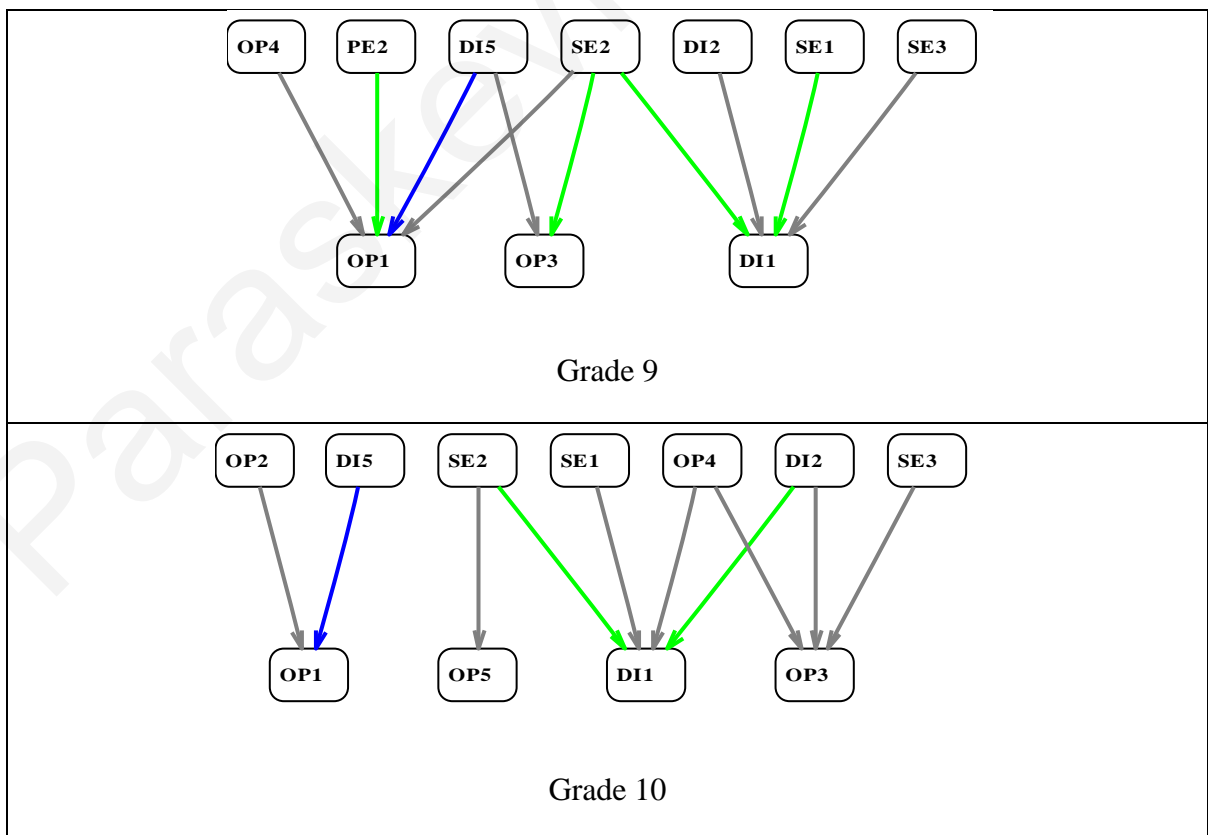 OP4 PE2 DI5 SE2 DI2 SE1 SE3
OP1 OP3 DI1
Grade 9
OP2 DI5 SE2 SE1 OP4 DI2 SE3
OP1 OP5 DI1 OP3
Grade 10